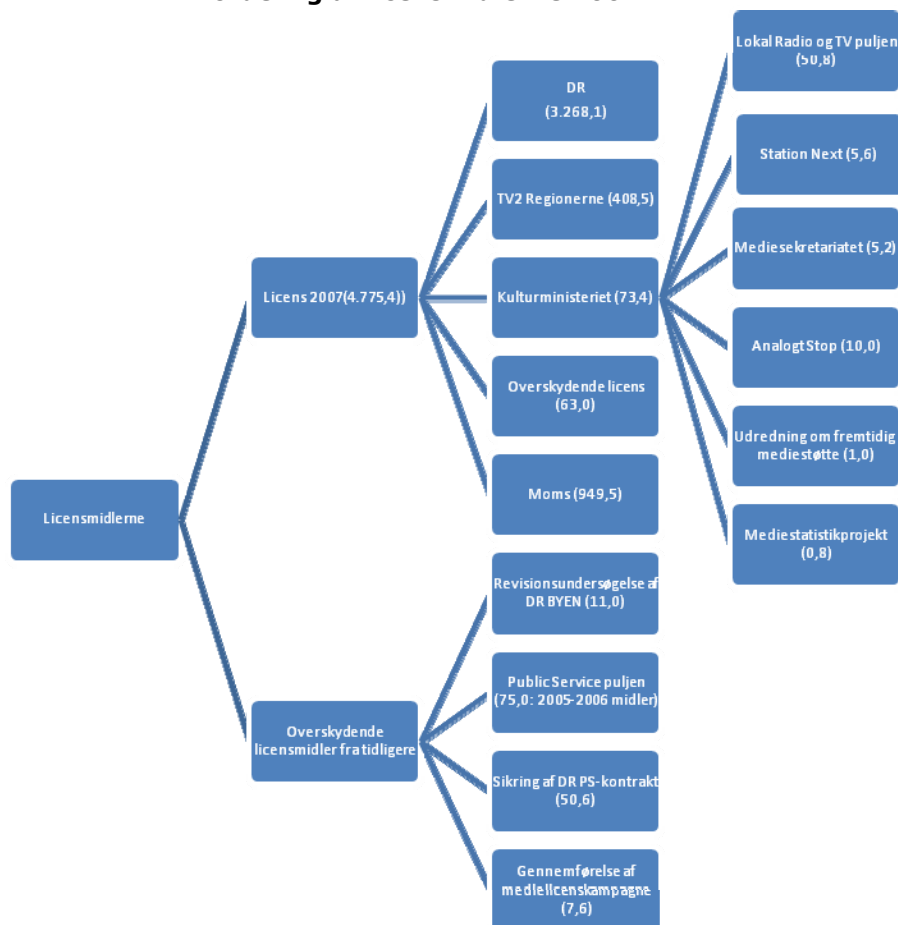 Lokal Radio og TV puljen
(50,8)
DR
(3.268,1)
Station Next (5,6)
TV2 Regionerne (408,5)
Mediesekretariatet (5,2)
Licens 2007(4.775,4))
Kulturministeriet (73,4)
Analogt Stop (10,0)
Overskydende licens
(63,0)
Udredning om fremtidig
mediestøtte (1,0)
Moms (949,5)
Licensmidlerne
Mediestatistikprojekt
(0,8)
Revisionsundersøgelse af
DR BYEN (11,0)
Public Service puljen
(75,0: 2005-2006 midler)
Overskydende
licensmidler fra tidligere
Sikring af DR PS-kontrakt
(50,6)
Gennemførelse af
medielicenskampagne
(7,6)